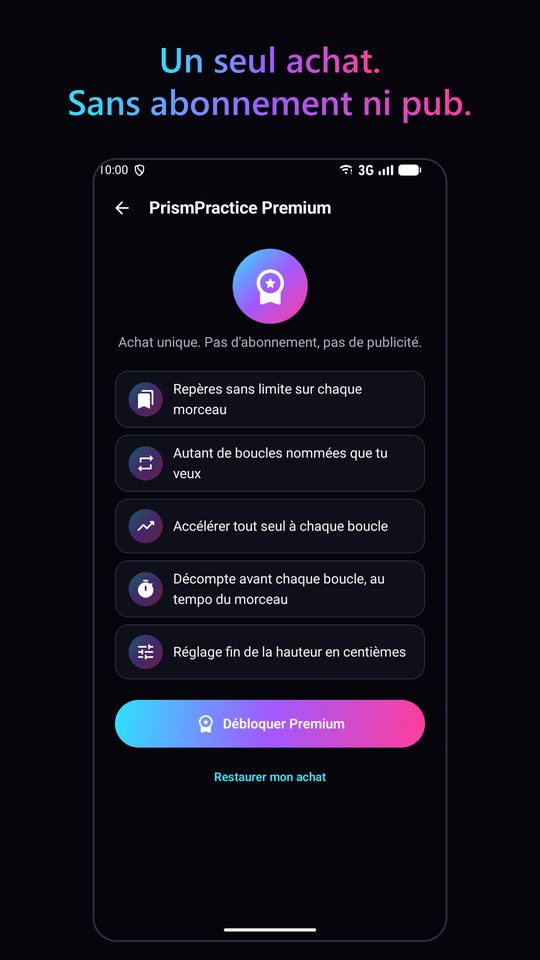 Un seul achat.
Sans abonnement ni pub.
10:00
3G
PrismPractice Premium
Achat unique. Pas d'abonnement, pas de publicité.
Repères sans limite sur chaque
morceau
Autant de boucles nommées que tu
veux
Accélérer tout seul à chaque boucle
Décompte avant chaque boucle, au
tempo du morceau
Réglage fin de la hauteur en centièmes
Débloquer Premium
Restaurer mon achat